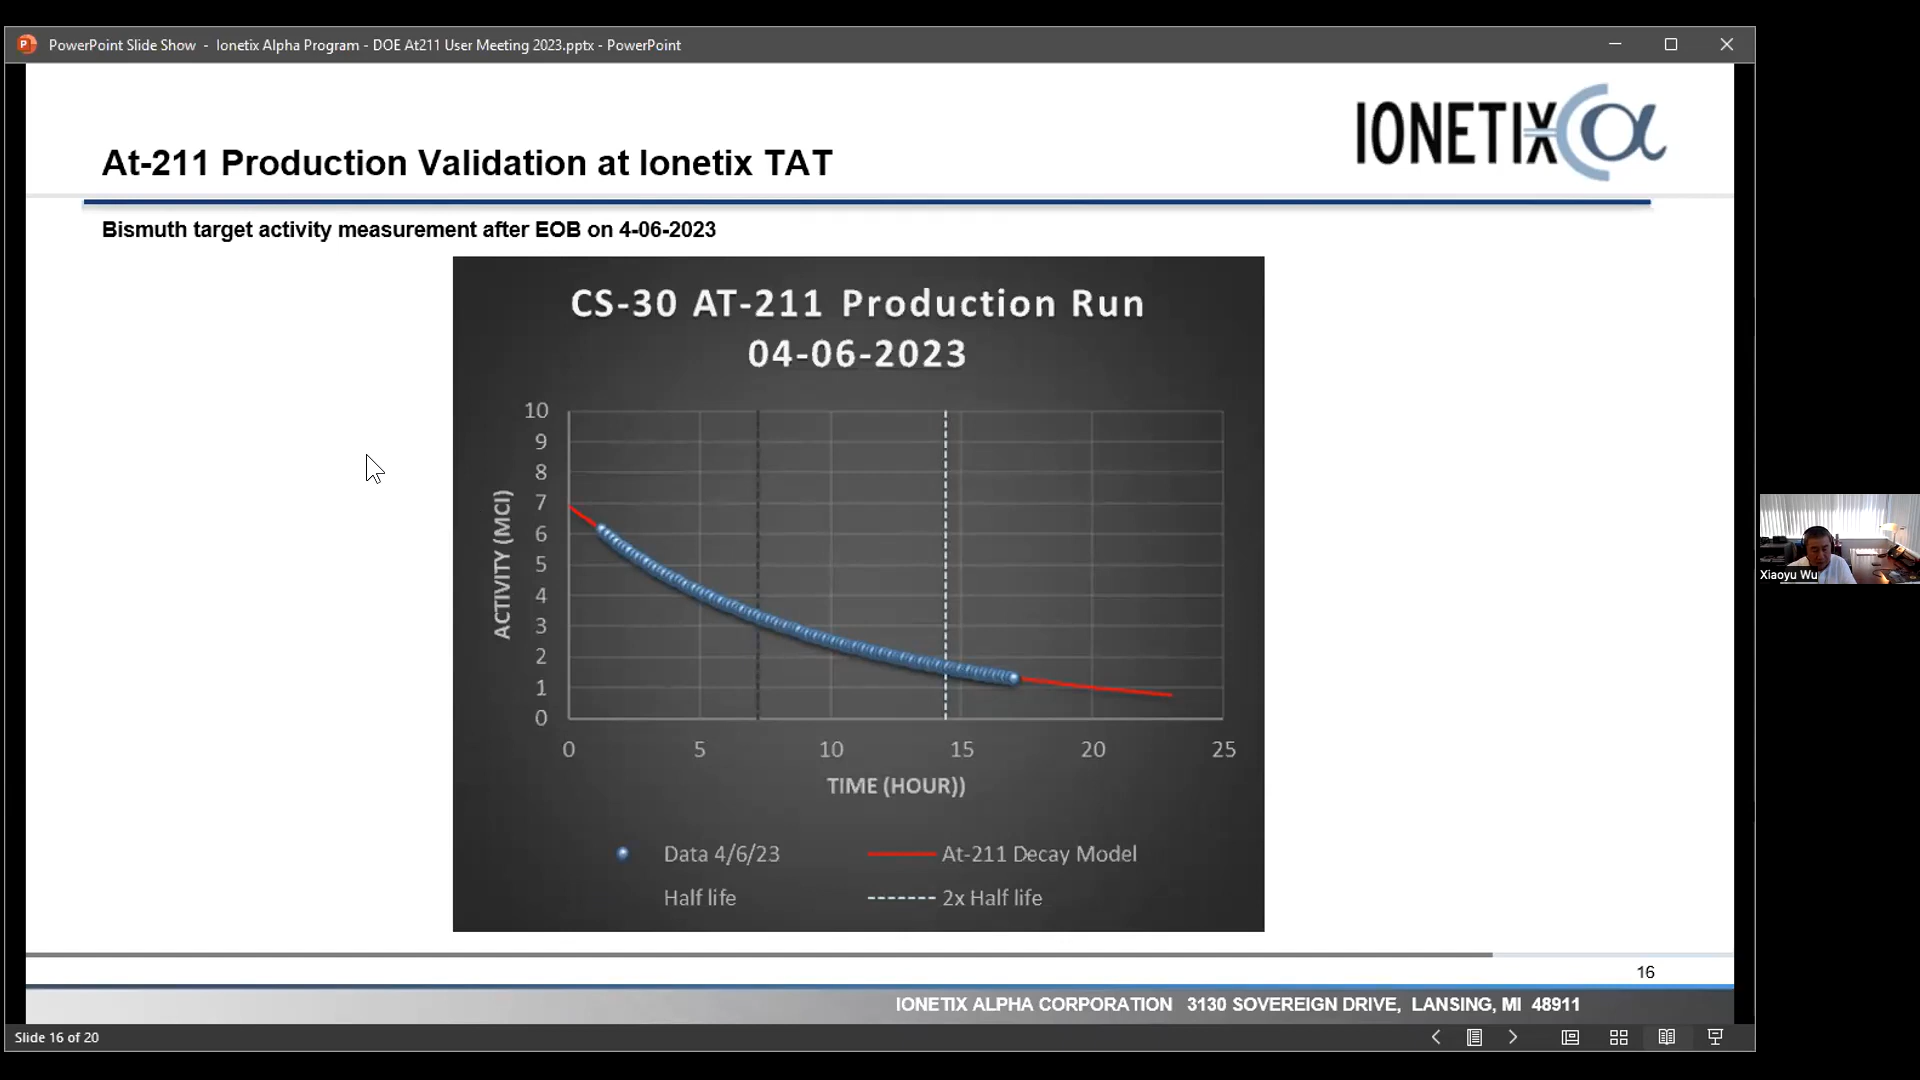 PowerPoint Slide Show - Ionetix Alpha Program - DOE At211 User Meeting 2023.pptx - PowerPoint
IONETIXα
At-211 Production Validation at Ionetix TAT
Bismuth target activity measurement after EOB on 4-06-2023
CS-30 AT-211 Production Run
04-06-2023
10
9
8
7
6
5
4
3
2
1
0
ACTIVITY (MCI)
0 5 10 15 20 25
TIME (HOUR))
Data 4/6/23 At-211 Decay Model
Half life 2x Half life
Xiaoyu Wu
16
IONETIX ALPHA CORPORATION 3130 SOVEREIGN DRIVE, LANSING, MI 48911
Slide 16 of 20